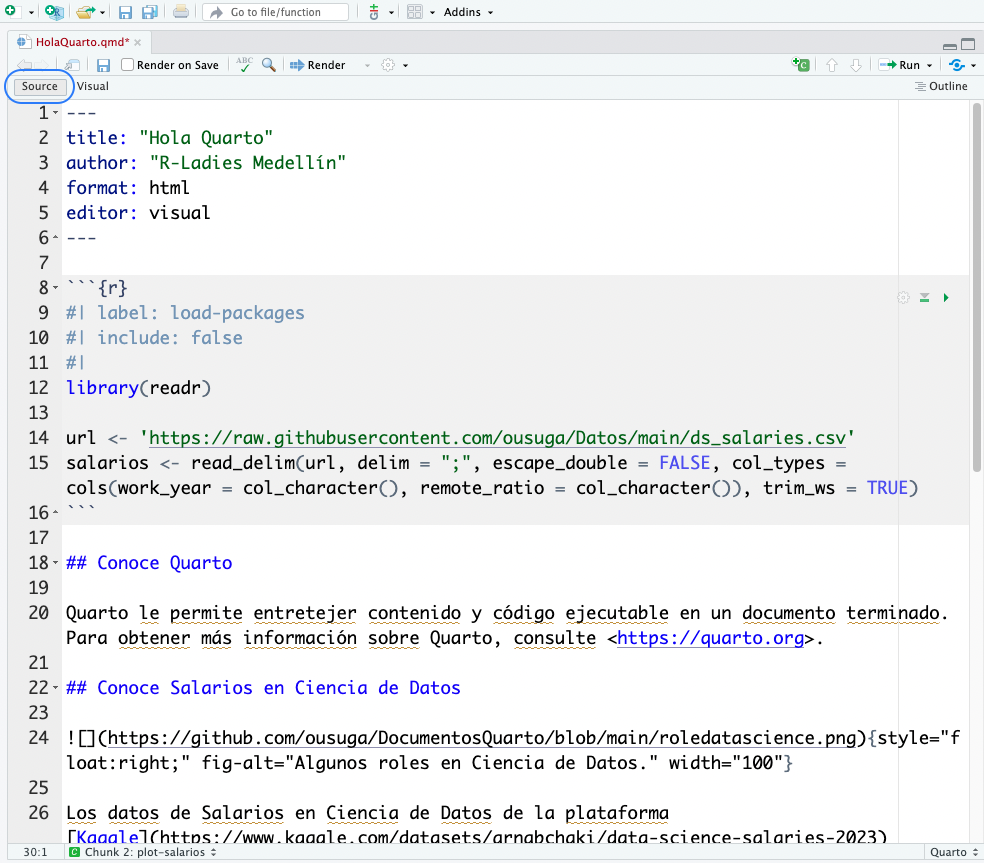 Go to file/function
Addins
HolaQuarto.qmd*
Render on Save
ABC
Render
Run
Source
Visual
Outline
1 ---
2 title: "Hola Quarto"
3 author: "R-Ladies Medellín"
4 format: html
5 editor: visual
6 ---
7
8 ```{r}
9 #| label: load-packages
10 #| include: false
11 #|
12 library(readr)
13
14 url <- 'https://raw.githubusercontent.com/ousuga/Datos/main/ds_salaries.csv'
15 salarios <- read_delim(url, delim = ";", escape_double = FALSE, col_types =
cols(work_year = col_character(), remote_ratio = col_character()), trim_ws = TRUE)
16 ```
17
18 ## Conoce Quarto
19
20 Quarto le permite entretejer contenido y código ejecutable en un documento terminado.
Para obtener más información sobre Quarto, consulte <https://quarto.org>.
21
22 ## Conoce Salarios en Ciencia de Datos
23
24 ![](https://github.com/ousuga/DocumentosQuarto/blob/main/roledatascience.png){style="f
loat:right;" fig-alt="Algunos roles en Ciencia de Datos." width="100"}
25
26 Los datos de Salarios en Ciencia de Datos de la plataforma
[Kaggle](https://www.kaggle.com/datasets/arnabchaki/data-science-salaries-2023)
30:1
C Chunk 2: plot-salarios
Quarto